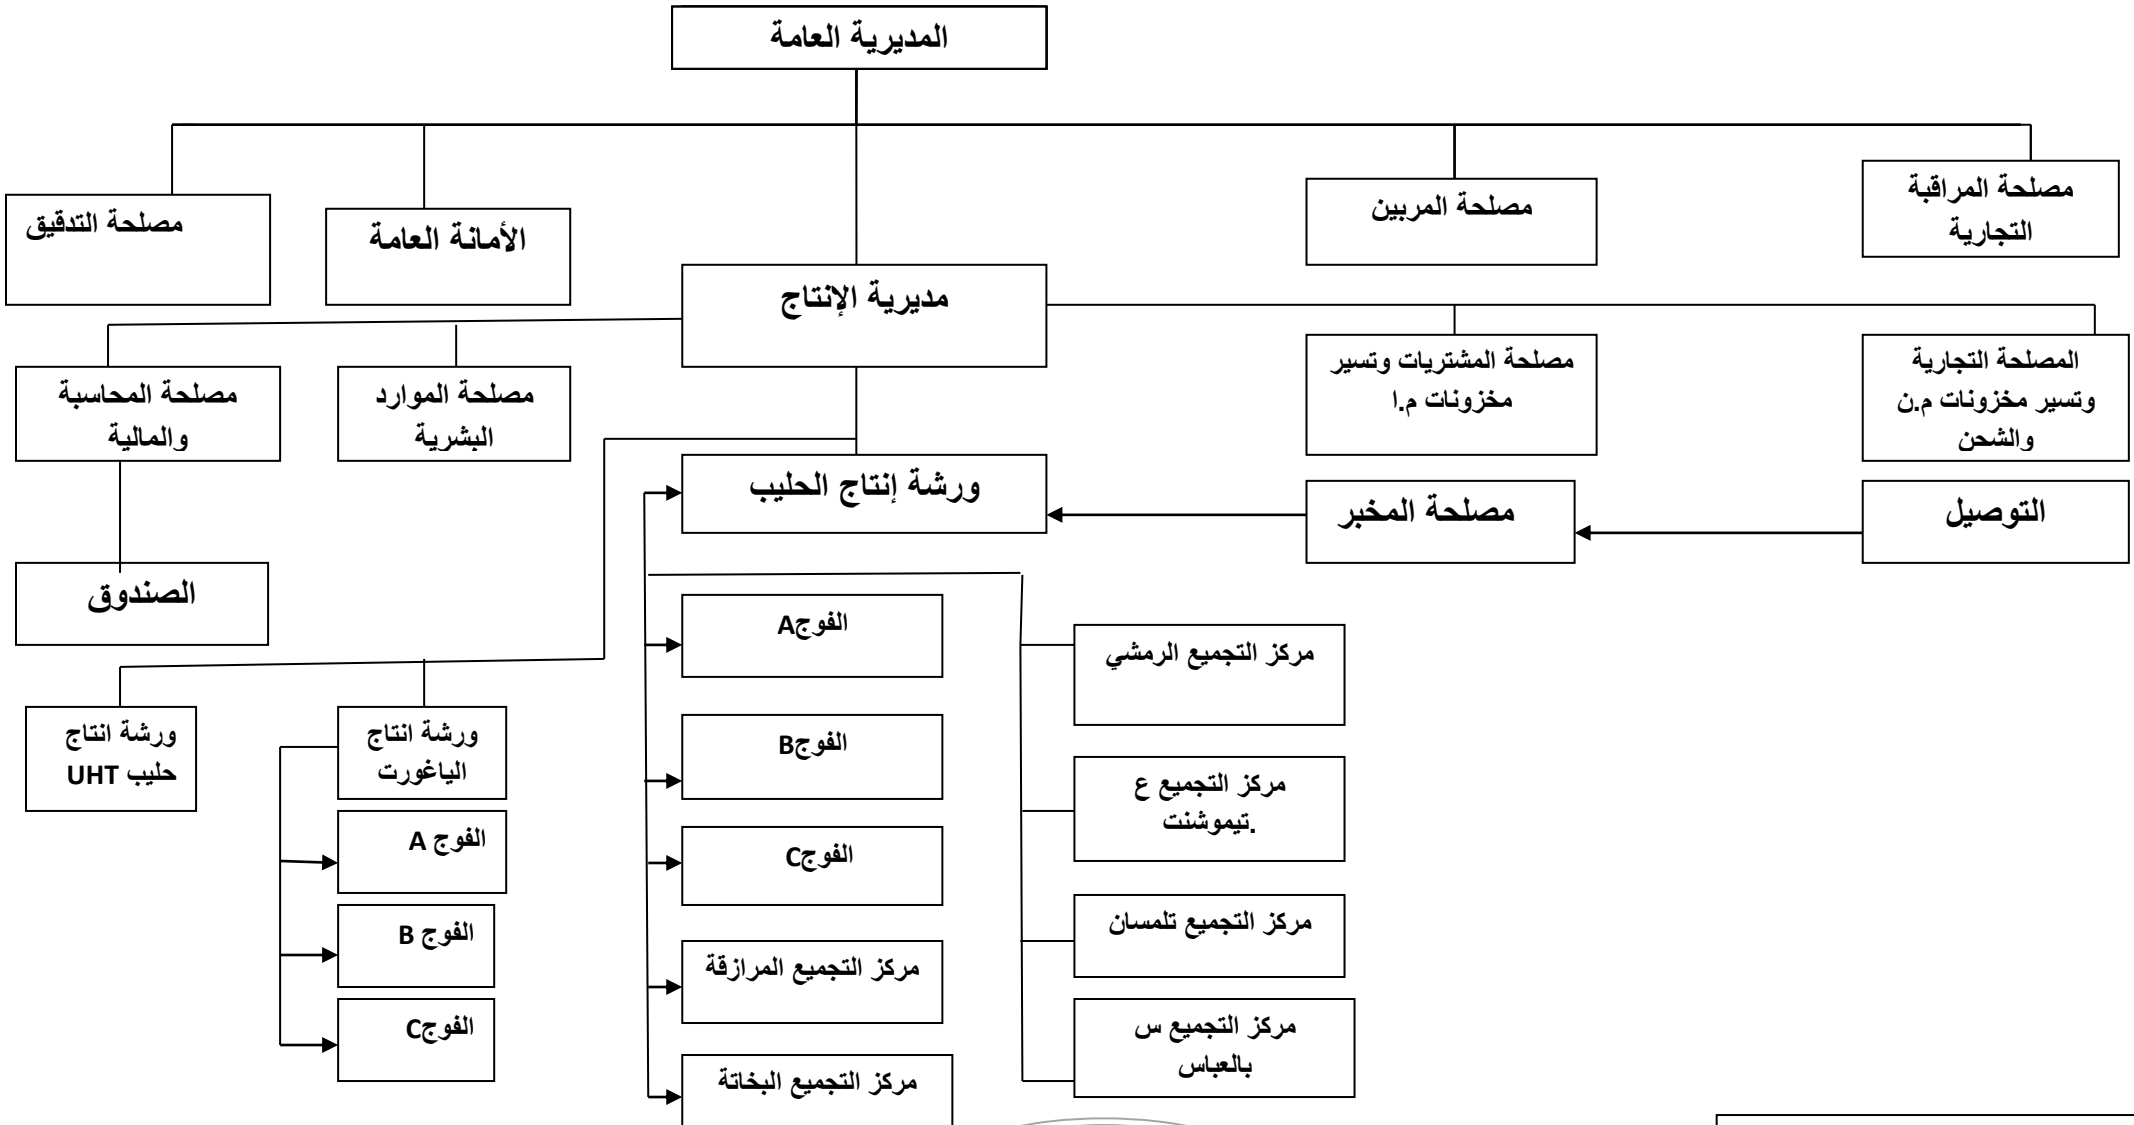 المديرية العامة
مصلحة المراقبة
التجارية
مصلحة المربين
الأمانة العامة
مصلحة التدقيق
مديرية الإنتاج
المصلحة التجارية
وتسير مخزونات م.ن
والشحن
مصلحة المشتريات وتسير
مخزونات م.ا
مصلحة الموارد
البشرية
مصلحة المحاسبة
والمالية
التوصيل
مصلحة المخبر
ورشة إنتاج الحليب
الصندوق
الفوجA
الفوجB
الفوجC
مركز التجميع المرازقة
مركز التجميع البخاتة
مركز التجميع الرمشي
مركز التجميع ع
.تيموشنت
مركز التجميع تلمسان
مركز التجميع س
بالعباس
ورشة انتاج
الياغورت
الفوج A
الفوج B
الفوجC
ورشة انتاج
حليب UHT